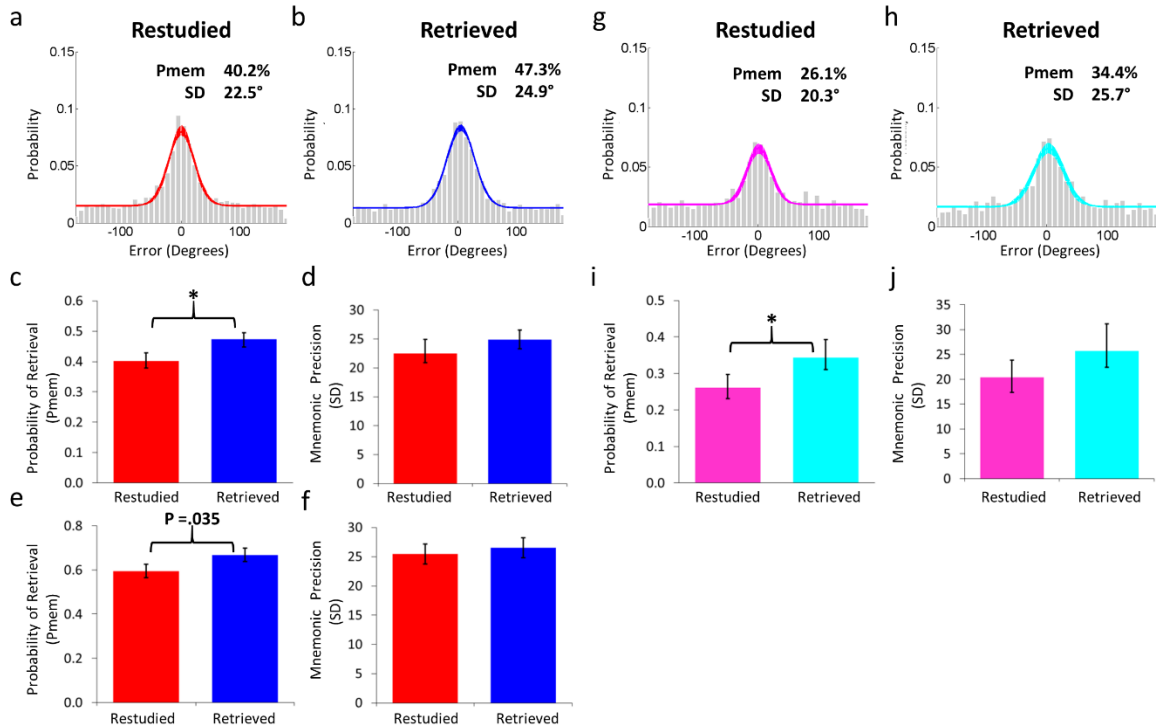 a
Restudied
0.15
0.1
0.05
0
Probability
Pmem 40.2%
SD 22.5°
-100 0 100
Error (Degrees)
b
Retrieved
0.15
0.1
0.05
0
Probability
Pmem 47.3%
SD 24.9°
-100 0 100
Error (Degrees)
g
Restudied
0.15
0.1
0.05
0
Probability
Pmem 26.1%
SD 20.3°
-100 0 100
Error (Degrees)
h
Retrieved
0.15
0.1
0.05
0
Pmem 34.4%
SD 25.7°
-100 0 100
Error (Degrees)
c
Probability of Retrieval
(Pmem)
0.6
0.5
0.4
0.3
0.2
0.1
0.0
*
Restudied Retrieved
d
Mnemonic Precision
(SD)
30
25
20
15
10
5
0
Restudied Retrieved
i
Probability of Retrieval
(Pmem)
0.5
0.4
0.3
0.2
0.1
0.0
*
Restudied Retrieved
j
Mnemonic Precision
(SD)
35
30
25
20
15
10
5
0
Restudied Retrieved
e
Probability of Retrieval
(Pmem)
0.8
0.6
0.4
0.2
0.0
P =.035
Restudied Retrieved
f
Mnemonic Precision
(SD)
30
25
20
15
10
5
0
Restudied Retrieved